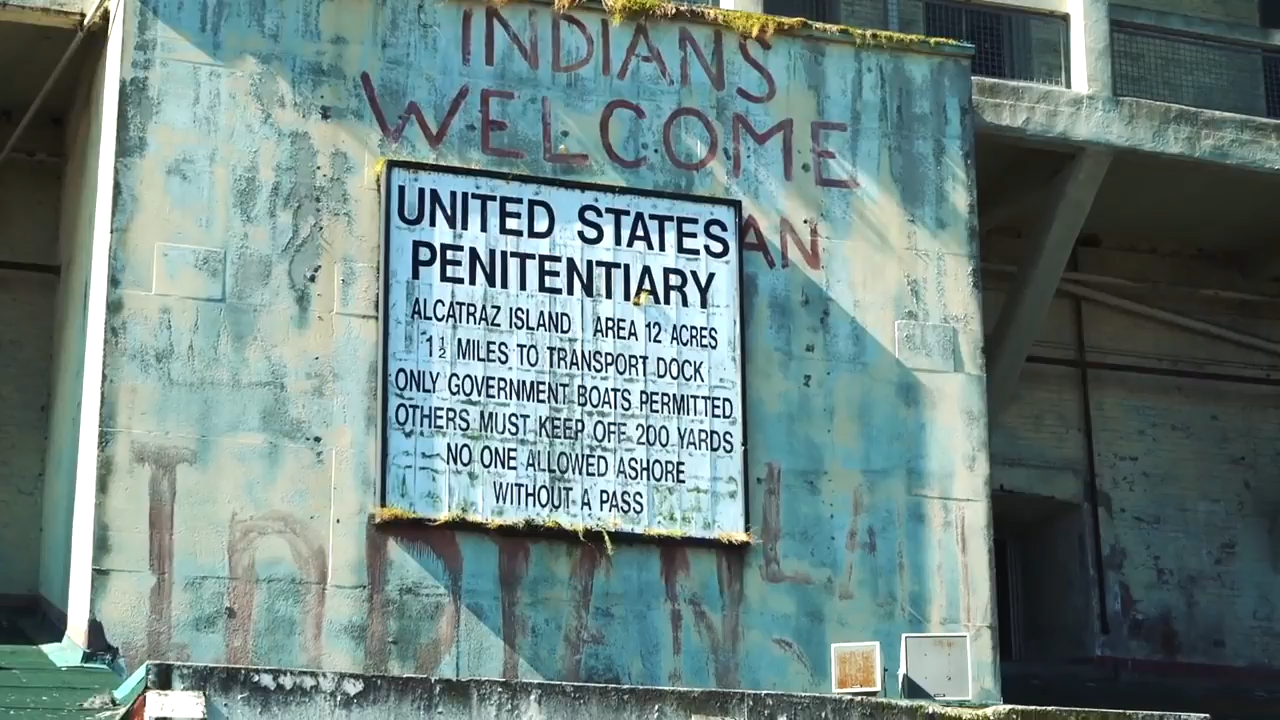 INDIANS
WELCOME
UNITED STATES
AN
PENITENTIARY
ALCATRAZ ISLAND AREA 12 ACRES
1½ MILES TO TRANSPORT DOCK
ONLY GOVERNMENT BOATS PERMITTED
OTHERS MUST KEEP OFF 200 YARDS
NO ONE ALLOWED ASHORE
WITHOUT A PASS